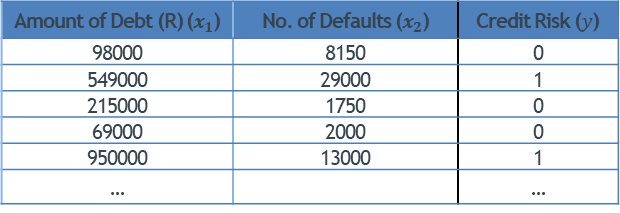 Amount of Debt (R) (x₁) No. of Defaults (x₂) Credit Risk (y)
98000 8150 0
549000 29000 1
215000 1750 0
69000 2000 0
950000 13000 1
... ...